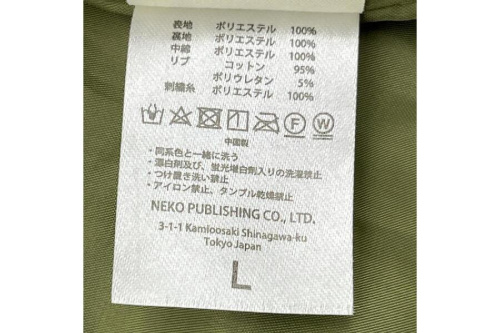 表地 ポリエステル 100%
裏地 ポリエステル 100%
中綿 ポリエステル 100%
リブ コットン 95%
ポリウレタン 5%
刺繍糸 ポリエステル 100%
F W
中国製
・同系色と一緒に洗う
・漂白剤及び、蛍光増白剤入りの洗濯禁止
・つけ置き洗い禁止
・アイロン禁止、タンブル乾燥禁止
NEKO PUBLISHING CO., LTD.
3-1-1 Kamioosaki Shinagawa-ku
Tokyo Japan
L